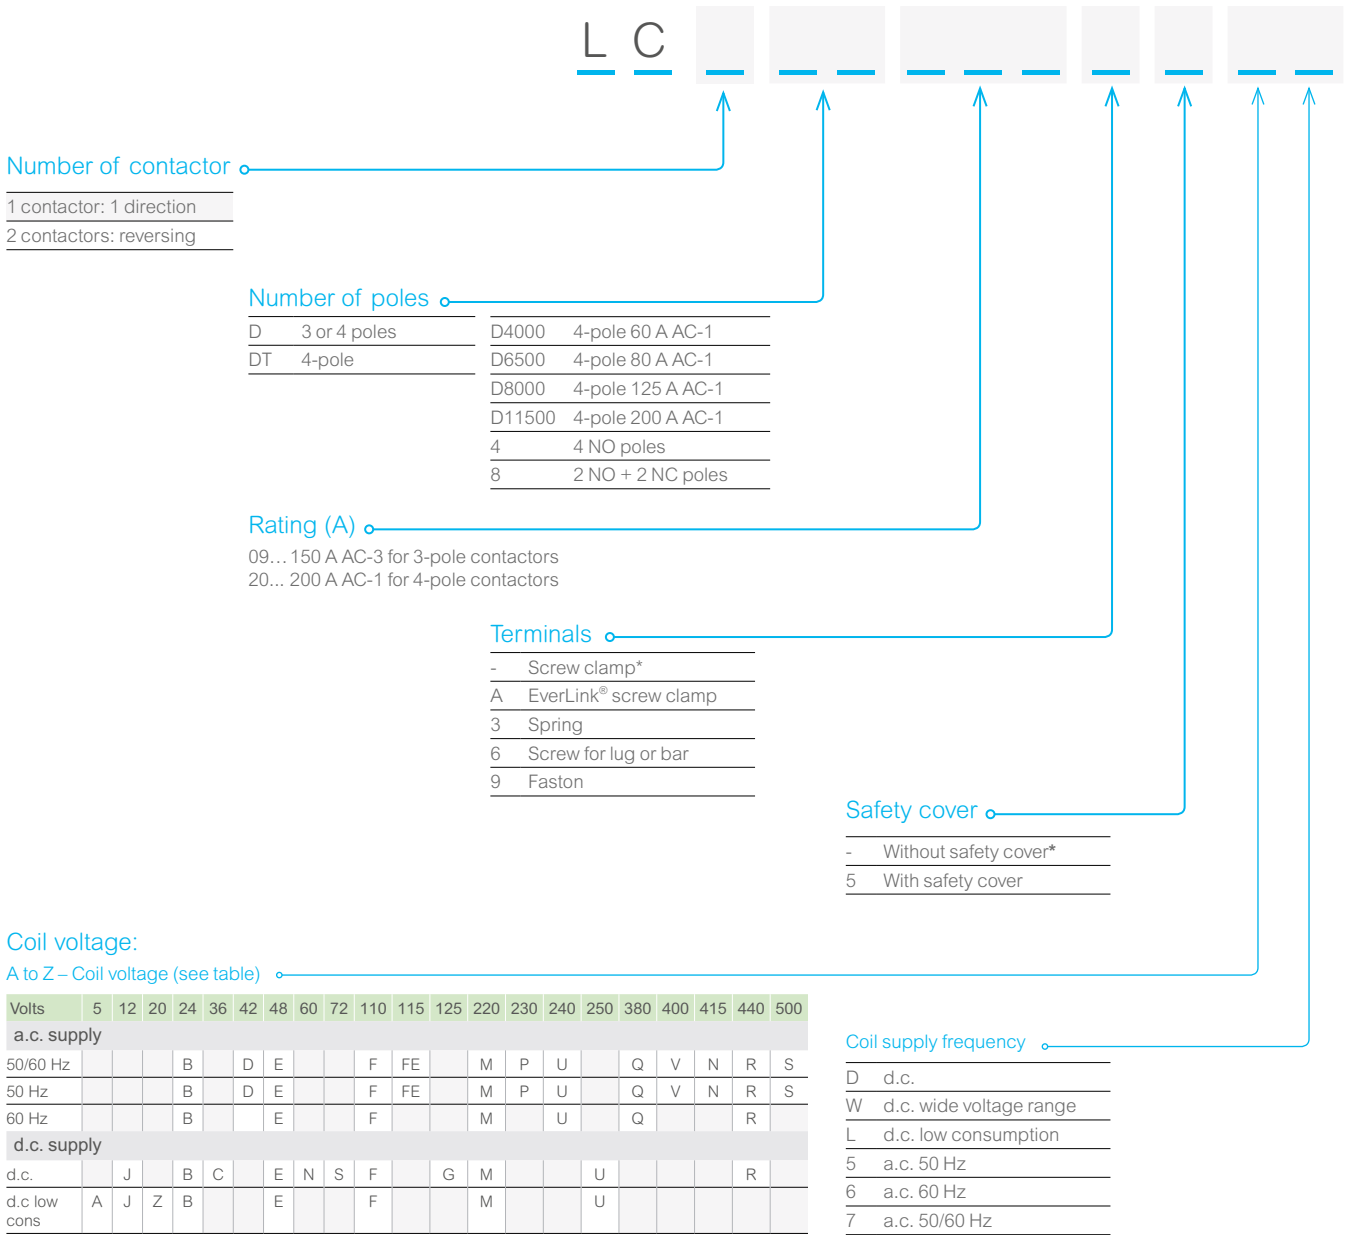 L C
Number of contactor
1 contactor: 1 direction
2 contactors: reversing
Number of poles
D 3 or 4 poles
DT 4-pole
D4000 4-pole 60 A AC-1
D6500 4-pole 80 A AC-1
D8000 4-pole 125 A AC-1
D11500 4-pole 200 A AC-1
4 4 NO poles
8 2 NO + 2 NC poles
Rating (A)
09… 150 A AC-3 for 3-pole contactors
20... 200 A AC-1 for 4-pole contactors
Terminals
- Screw clamp*
A EverLink® screw clamp
3 Spring
6 Screw for lug or bar
9 Faston
Safety cover
- Without safety cover*
5 With safety cover
Coil voltage:
A to Z – Coil voltage (see table)
Volts 5 12 20 24 36 42 48 60 72 110 115 125 220 230 240 250 380 400 415 440 500
a.c. supply
50/60 Hz B D E F FE M P U Q V N R S
50 Hz B D E F FE M P U Q V N R S
60 Hz B E F M U Q R
d.c. supply
d.c. J B C E N S F G M U R
d.c low A J Z B E F M U
cons
Coil supply frequency
D d.c.
W d.c. wide voltage range
L d.c. low consumption
5 a.c. 50 Hz
6 a.c. 60 Hz
7 a.c. 50/60 Hz